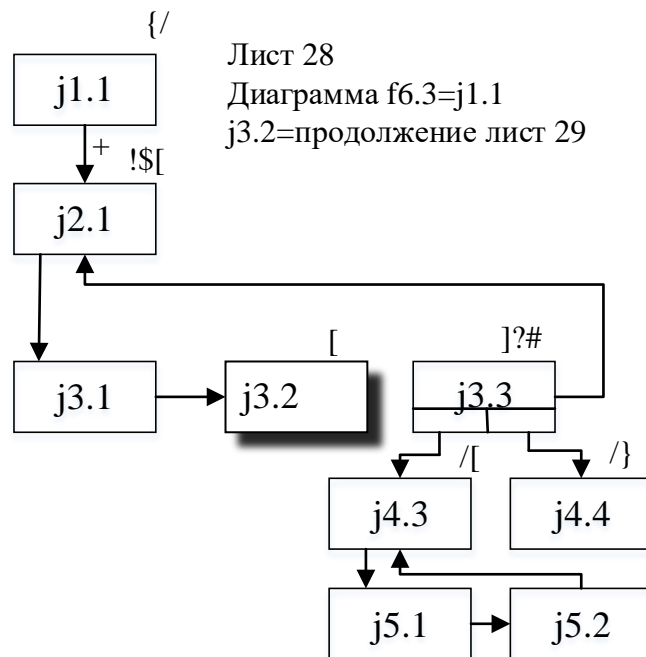 {/
Лист 28
Диаграмма f6.3=j1.1
j3.2=продолжение лист 29
j1.1
+
!$[
j2.1
[
]?#
j3.1
j3.2
j3.3
/[
/}
j4.3
j4.4
j5.1
j5.2